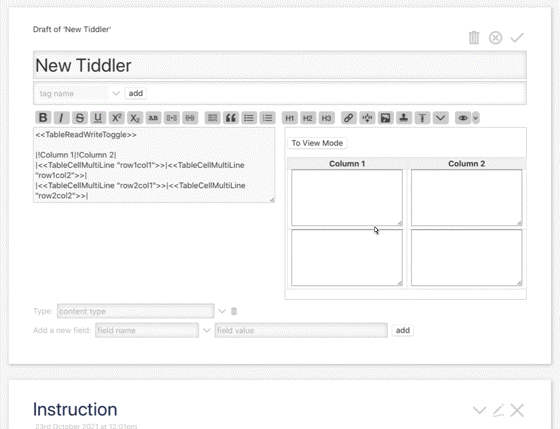 Draft of 'New Tiddler'
New Tiddler
tag name add
B I S X² X₂ AB H1 H2 H3
<<TableReadWriteToggle>>
|!Column 1|!Column 2|
|<<TableCellMultiLine "row1col1">>|<<TableCellMultiLine
"row1col2">>|
|<<TableCellMultiLine "row2col1">>|<<TableCellMultiLine
"row2col2">>|
To View Mode
Column 1 Column 2
Type: content type
Add a new field: field name field value add
Instruction
23rd October 2021 at 12:01pm